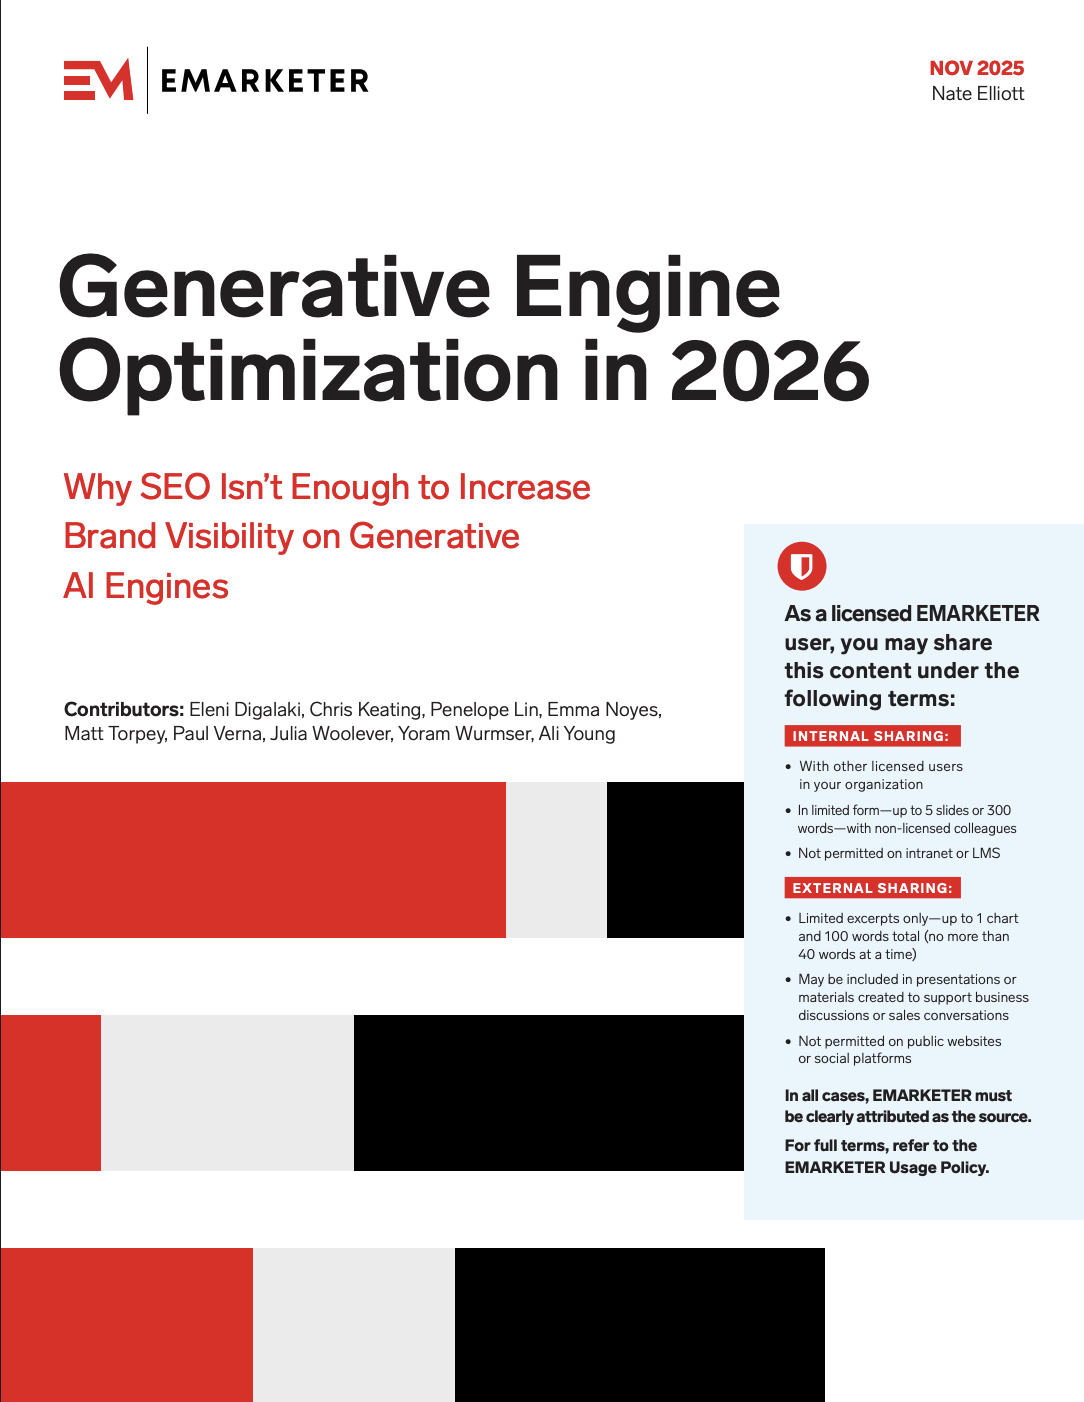 EM EMARKETER
NOV 2025
Nate Elliott
Generative Engine
Optimization in 2026
Why SEO Isn't Enough to Increase
Brand Visibility on Generative
AI Engines
Contributors: Eleni Digalaki, Chris Keating, Penelope Lin, Emma Noyes,
Matt Torpey, Paul Verna, Julia Woolever, Yoram Wurmser, Ali Young
As a licensed EMARKETER
user, you may share
this content under the
following terms:
INTERNAL SHARING:
• With other licensed users
in your organization
• In limited form—up to 5 slides or 300
words—with non-licensed colleagues
• Not permitted on intranet or LMS
EXTERNAL SHARING:
• Limited excerpts only—up to 1 chart
and 100 words total (no more than
40 words at a time)
• May be included in presentations or
materials created to support business
discussions or sales conversations
• Not permitted on public websites
or social platforms
In all cases, EMARKETER must
be clearly attributed as the source.
For full terms, refer to the
EMARKETER Usage Policy.